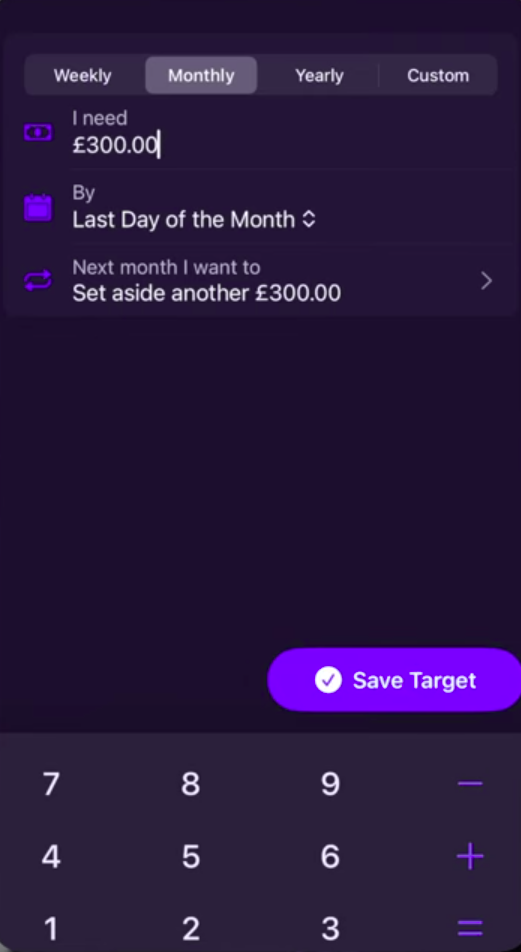 Weekly Monthly Yearly Custom
I need
£300.00
By
Last Day of the Month
Next month I want to
Set aside another £300.00
Save Target
7 8 9 −
4 5 6 +
1 2 3 =